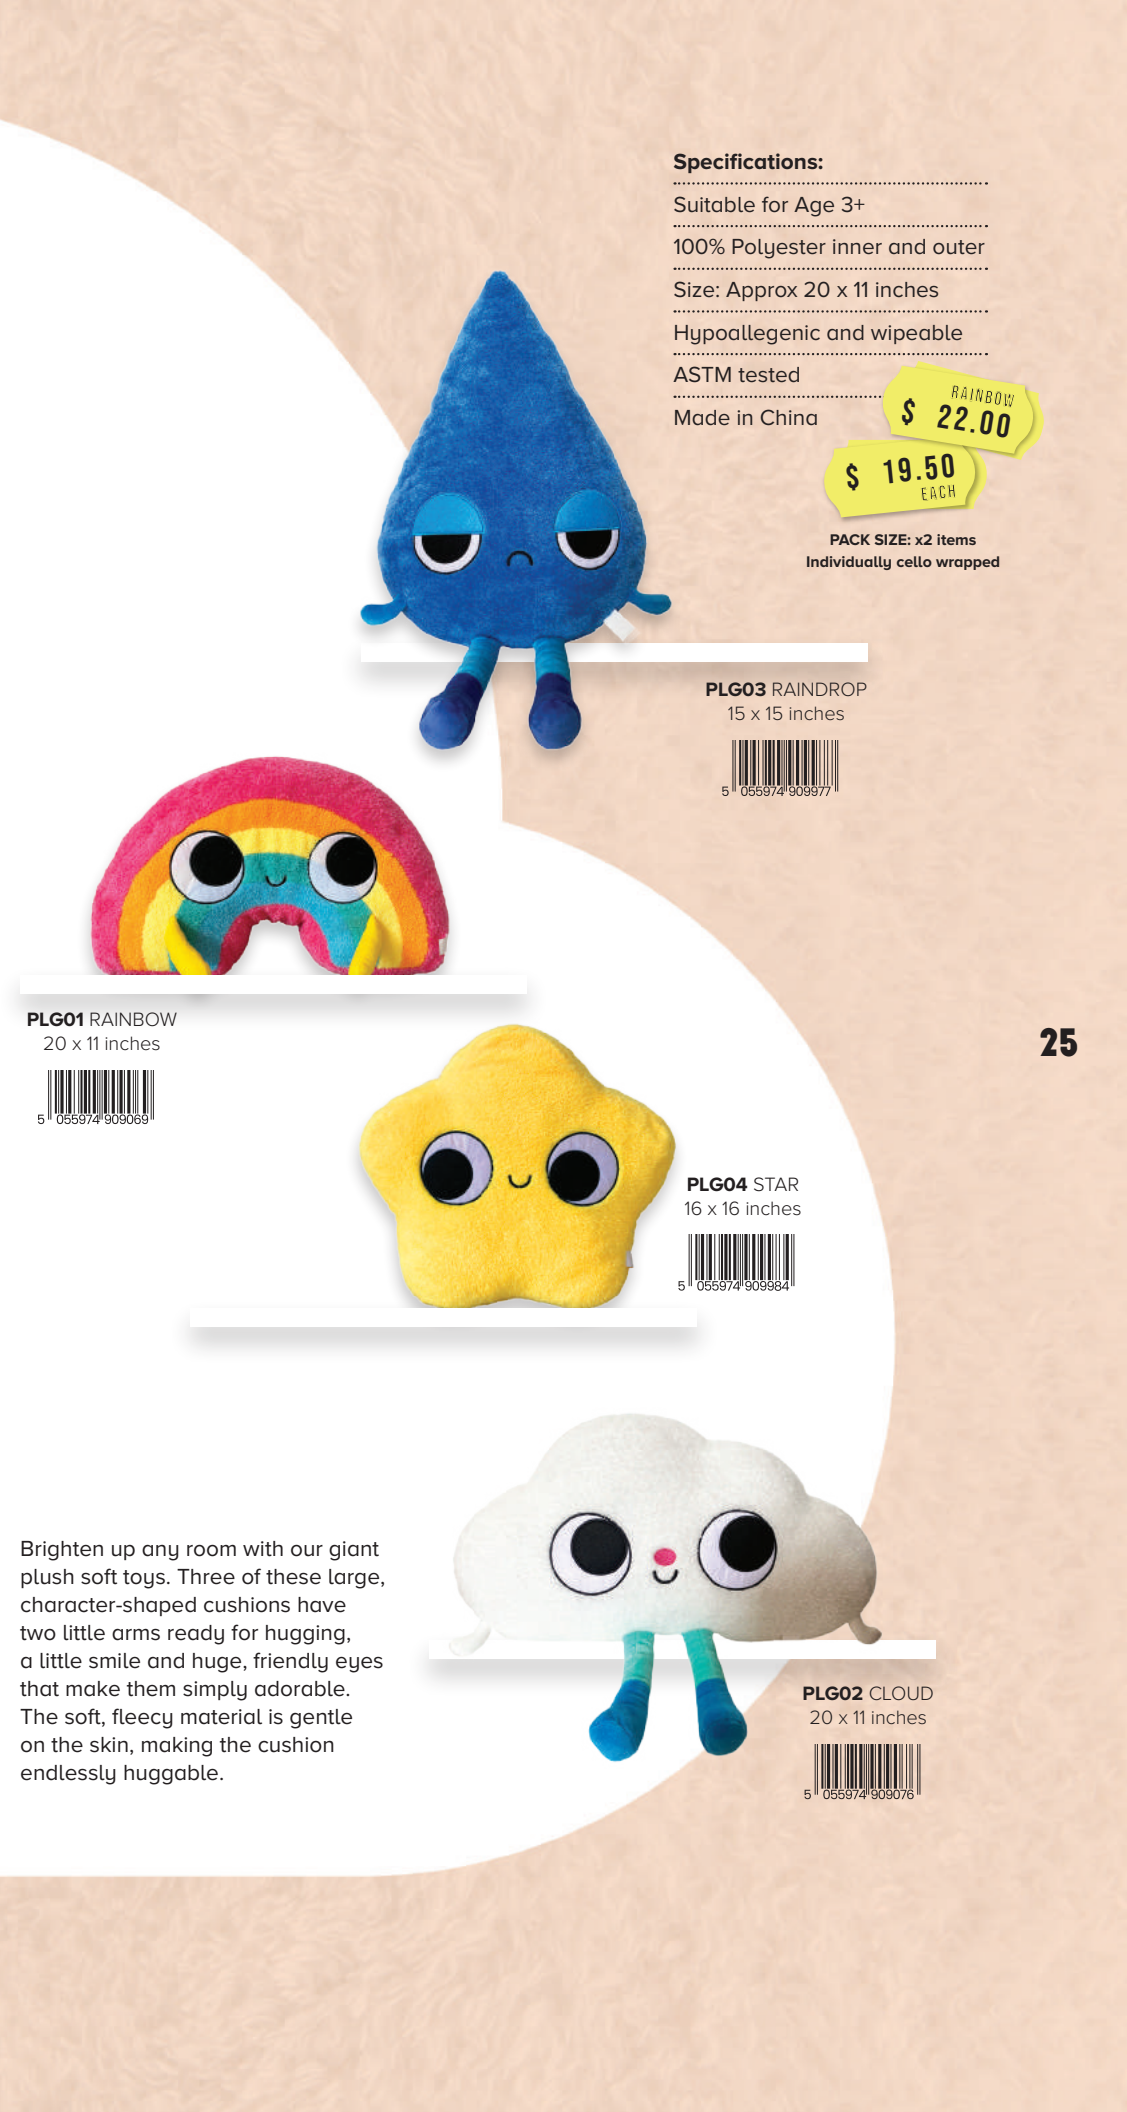 Specifications:
Suitable for Age 3+
100% Polyester inner and outer
Size: Approx 20 x 11 inches
Hypoallegenic and wipeable
ASTM tested
Made in China
RAINBOW
$ 22.00
$ 19.50
EACH
PACK SIZE: x2 items
Individually cello wrapped
PLG03 RAINDROP
15 x 15 inches
5 055974 909977
PLG01 RAINBOW
20 x 11 inches
5 055974 909069
25
PLG04 STAR
16 x 16 inches
5 055974 909984
Brighten up any room with our giant
plush soft toys. Three of these large,
character-shaped cushions have
two little arms ready for hugging,
a little smile and huge, friendly eyes
that make them simply adorable.
The soft, fleecy material is gentle
on the skin, making the cushion
endlessly huggable.
PLG02 CLOUD
20 x 11 inches
5 055974 909076